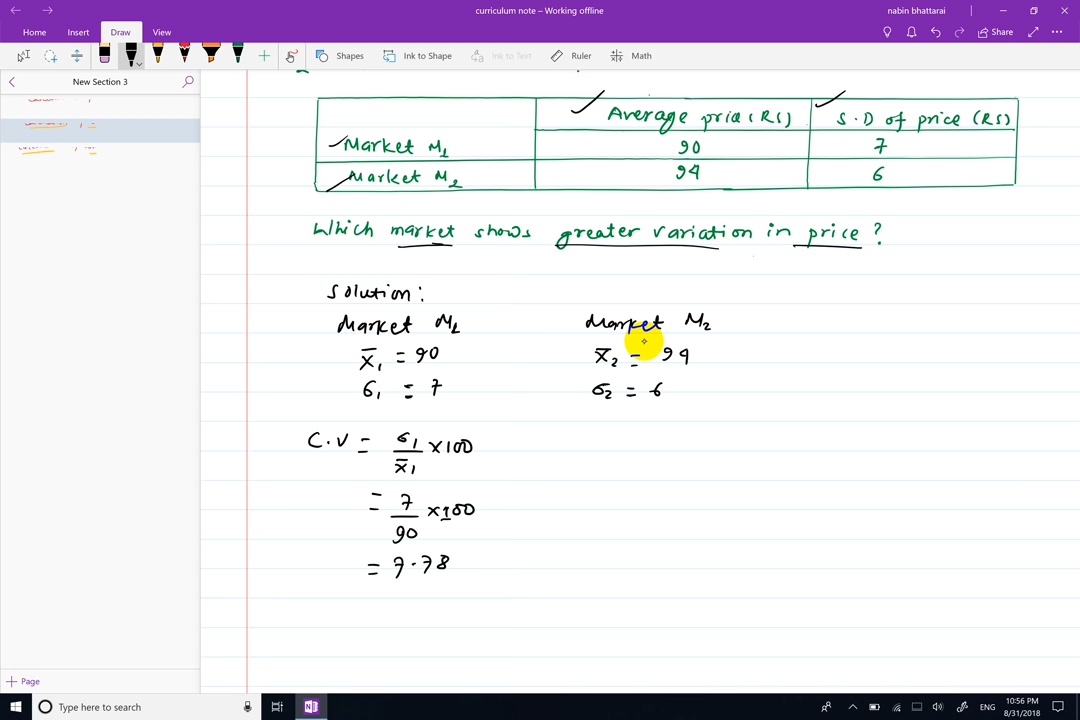 curriculum note – Working offline
nabin bhattarai
Home Insert Draw View
Share
Shapes Ink to Shape Ink to Text Ruler Math
New Section 3
Average price (Rs) S.D of price (Rs)
Market M1 90 7
Market M2 94 6
Which market shows greater variation in price ?
Solution:
Market M1 Market M2
x̄1 = 90 x̄2 = 94
σ1 = 7 σ2 = 6
C.V = σ1/x̄1 ×100
= 7/90 ×100
= 7.78
+ Page
Type here to search
ENG
10:56 PM
8/31/2018